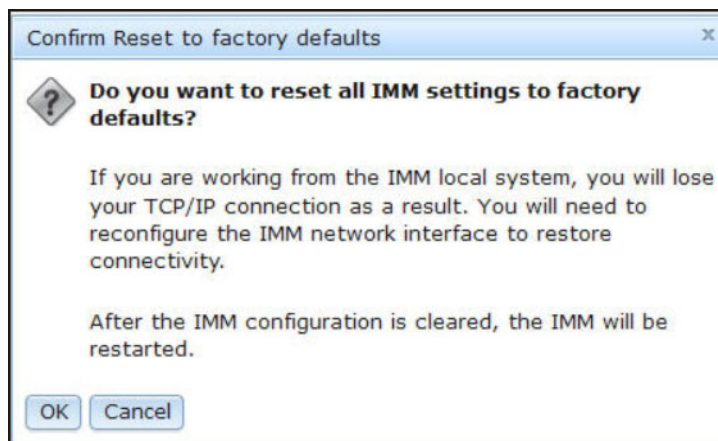 Confirm Reset to factory defaults x
? Do you want to reset all IMM settings to factory
defaults?
If you are working from the IMM local system, you will lose
your TCP/IP connection as a result. You will need to
reconfigure the IMM network interface to restore
connectivity.
After the IMM configuration is cleared, the IMM will be
restarted.
OK Cancel